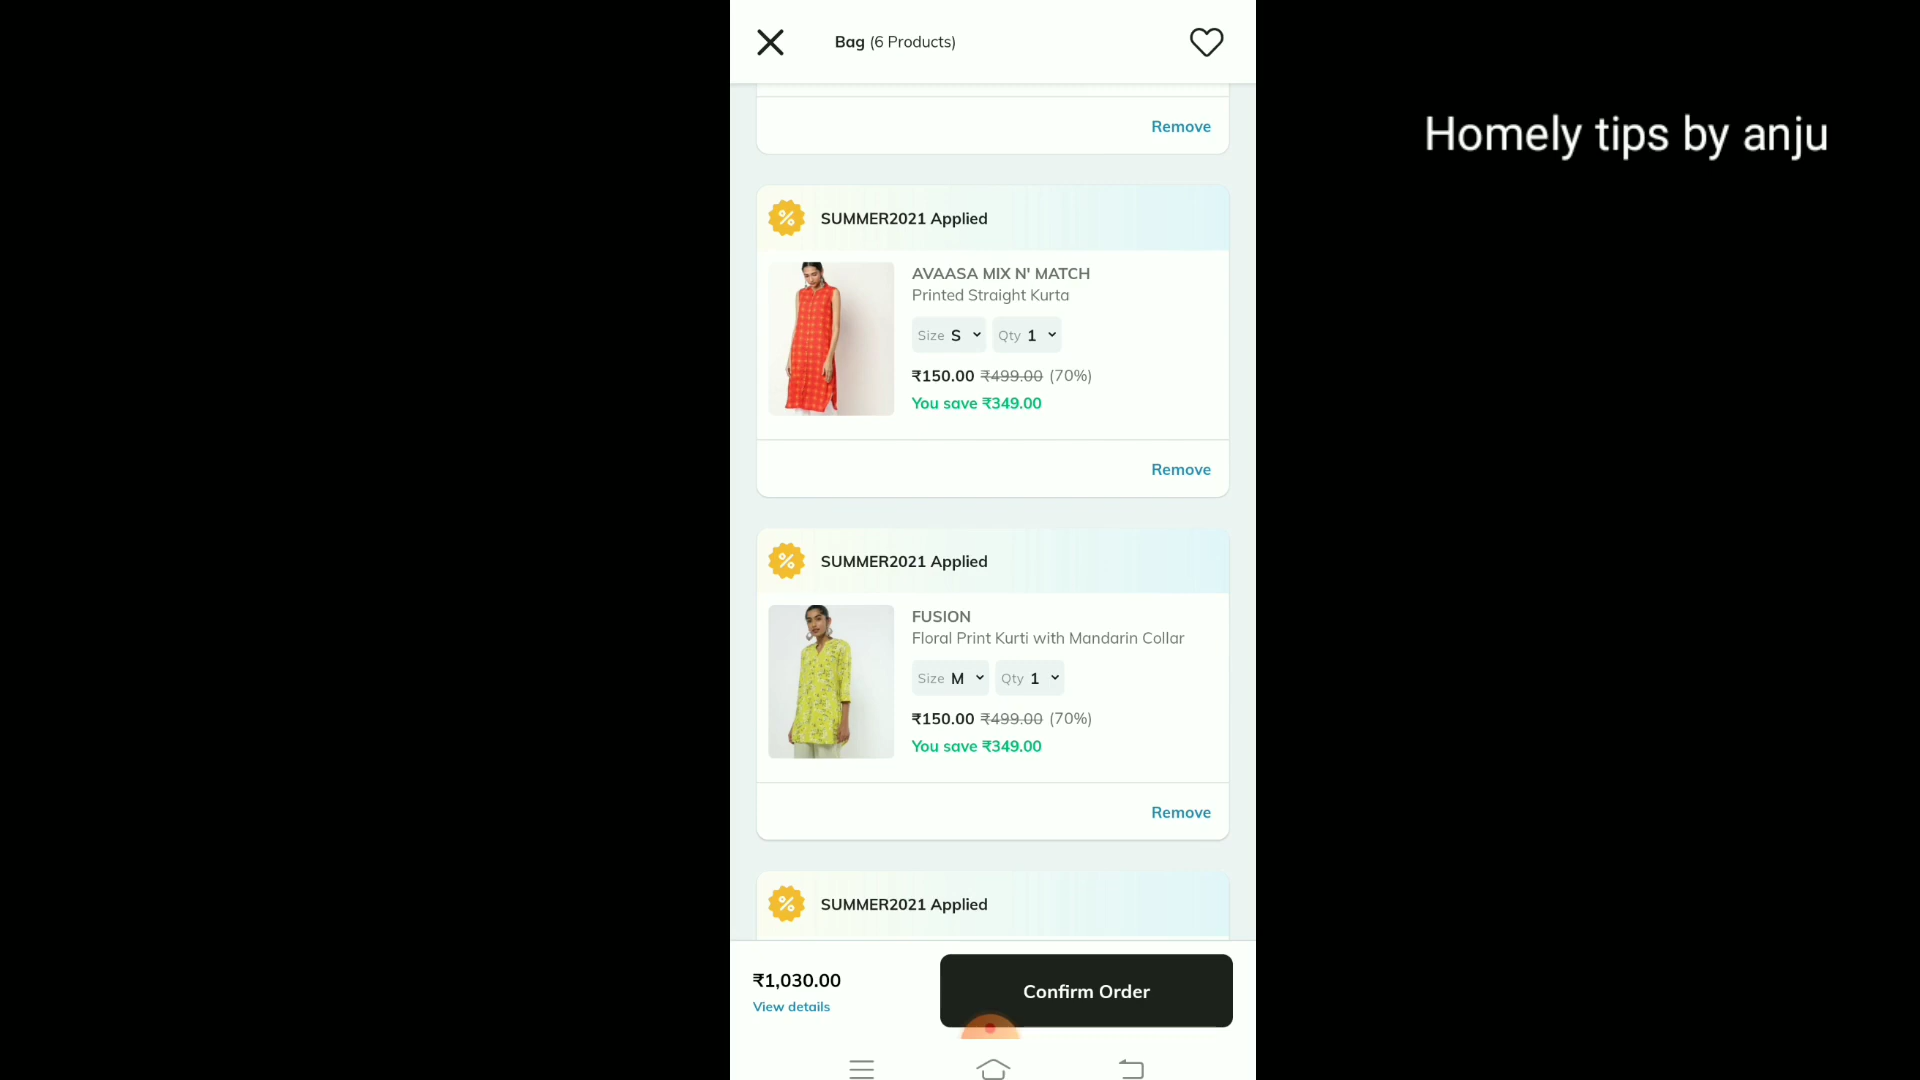 Bag (6 Products)
Homely tips by anju
Remove
SUMMER2021 Applied
AVAASA MIX N' MATCH
Printed Straight Kurta
Size S Qty 1
₹150.00 ₹499.00 (70%)
You save ₹349.00
Remove
SUMMER2021 Applied
FUSION
Floral Print Kurti with Mandarin Collar
Size M Qty 1
₹150.00 ₹499.00 (70%)
You save ₹349.00
Remove
SUMMER2021 Applied
₹1,030.00
View details
Confirm Order